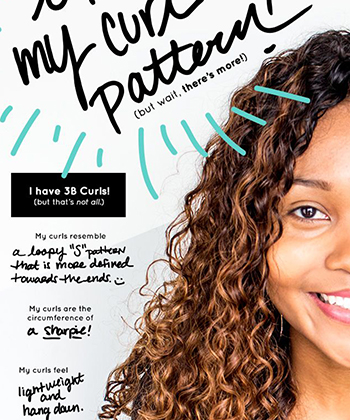 my curl
pattern!
(but wait, there's more!)
I have 3B Curls!
(but that's not all.)
My curls resemble
a loopy "S" pattern
that is more defined
towards the ends.
My curls are the
circumference of
a sharpie!
My curls feel
lightweight
and
hang down.